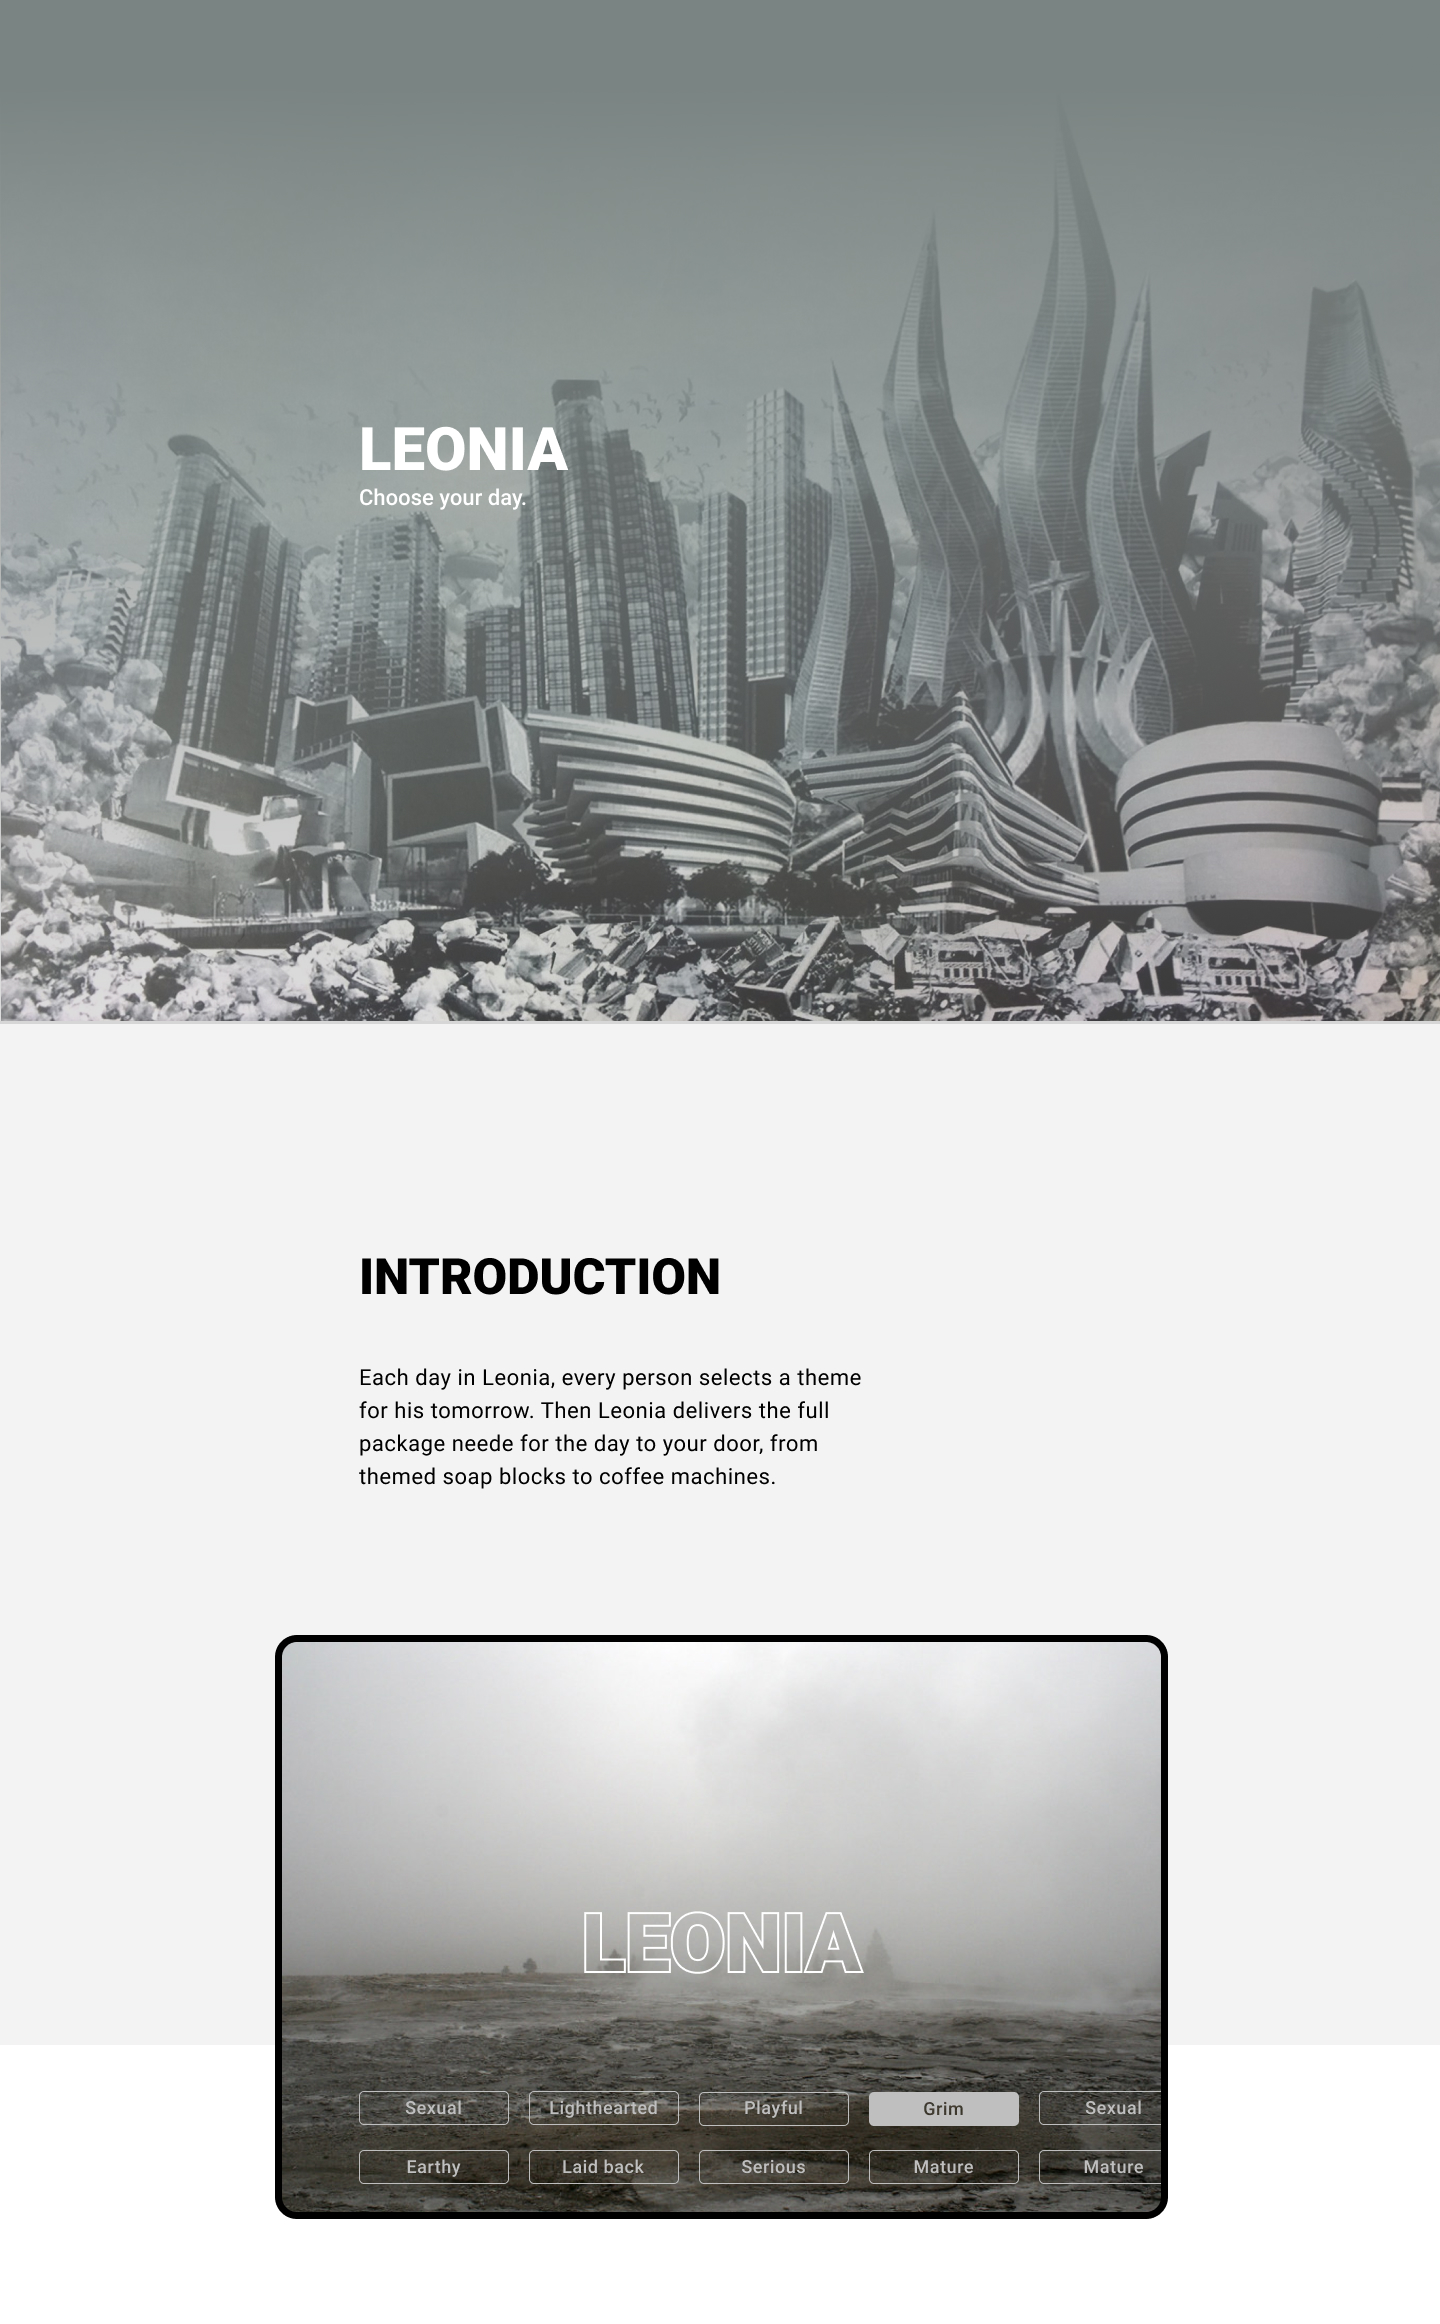 LEONIA
Choose your day.
INTRODUCTION
Each day in Leonia, every person selects a theme
for his tomorrow. Then Leonia delivers the full
package neede for the day to your door, from
themed soap blocks to coffee machines.
LEONIA
Sexual Lighthearted Playful Grim Sexual
Earthy Laid back Serious Mature Mature